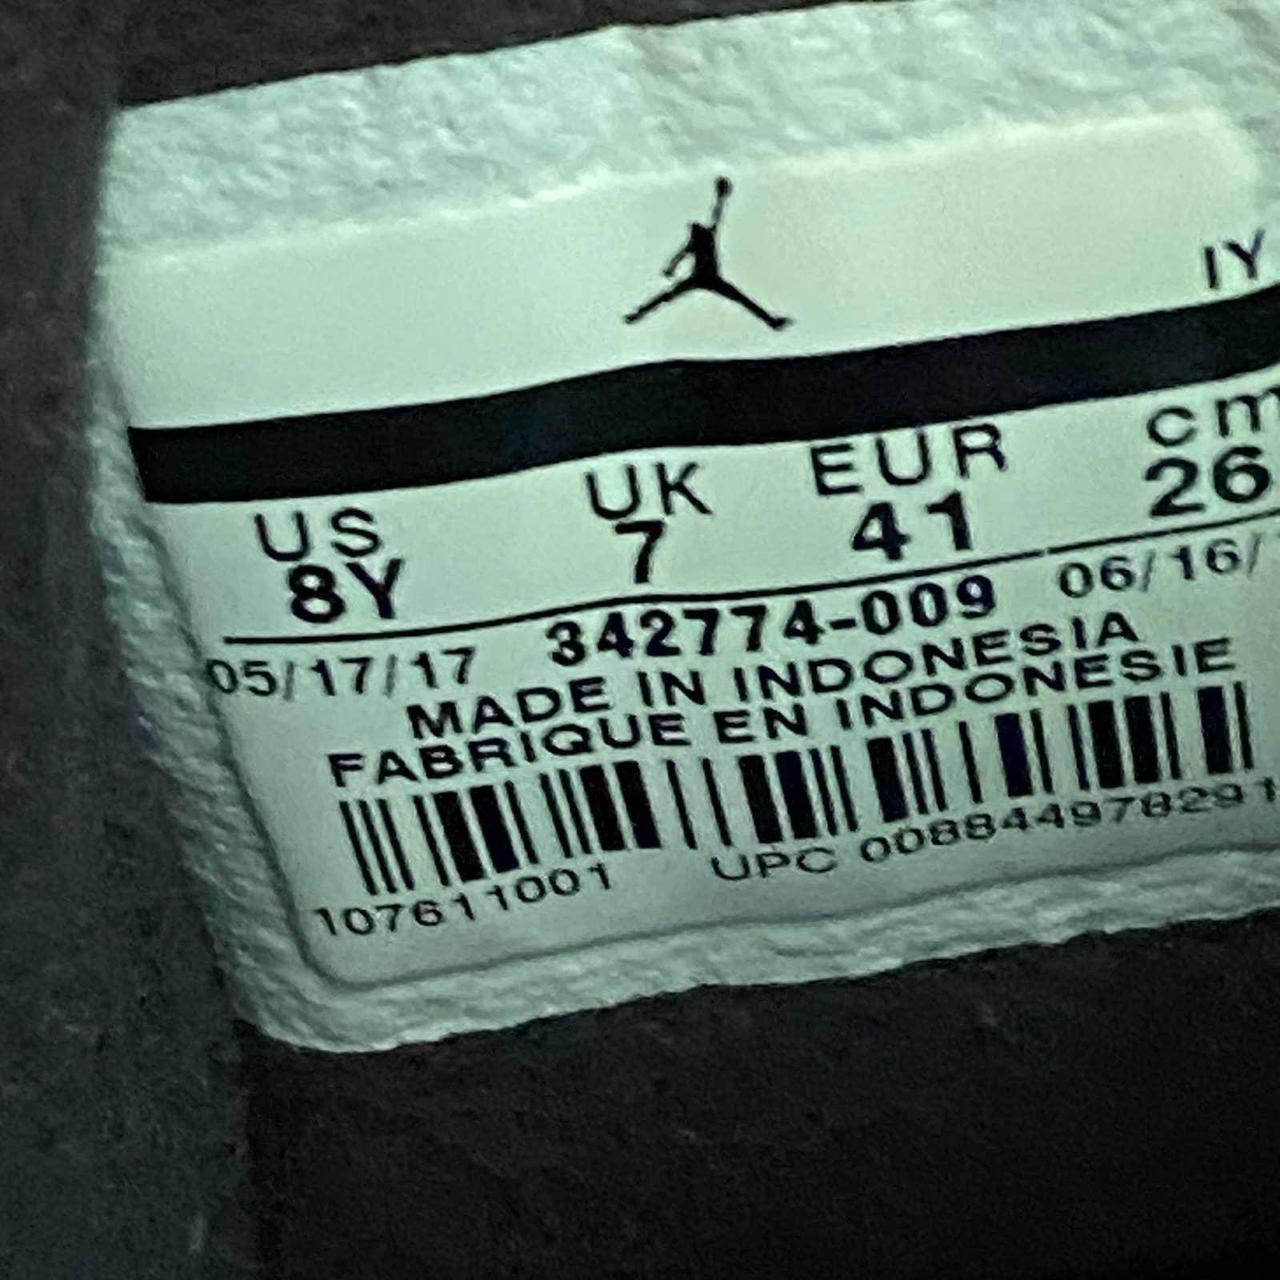 IY
US UK EUR cm
8Y 7 41 26
05/17/17 342774-009 06/16/
MADE IN INDONESIA
FABRIQUE EN INDONESIE
107611001 UPC 008844978291